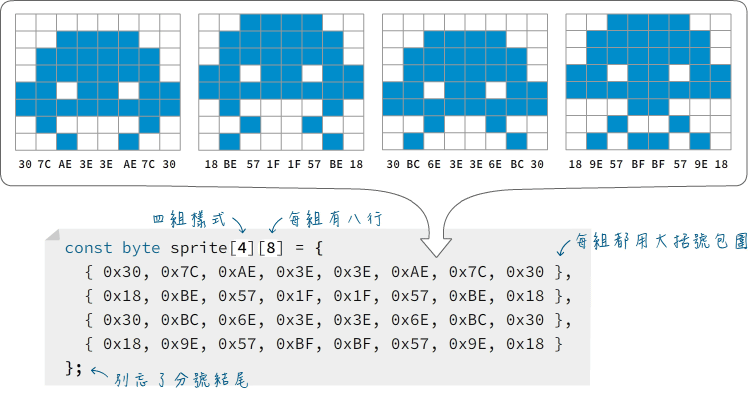 30 7C AE 3E 3E AE 7C 30
18 BE 57 1F 1F 57 BE 18
30 BC 6E 3E 3E 6E BC 30
18 9E 57 BF BF 57 9E 18
四組樣式
每組有八行
const byte sprite[4][8] = {
每組都用大括號包圍
{ 0x30, 0x7C, 0xAE, 0x3E, 0x3E, 0xAE, 0x7C, 0x30 },
{ 0x18, 0xBE, 0x57, 0x1F, 0x1F, 0x57, 0xBE, 0x18 },
{ 0x30, 0xBC, 0x6E, 0x3E, 0x3E, 0x6E, 0xBC, 0x30 },
{ 0x18, 0x9E, 0x57, 0xBF, 0xBF, 0x57, 0x9E, 0x18 }
};
別忘了分號結尾